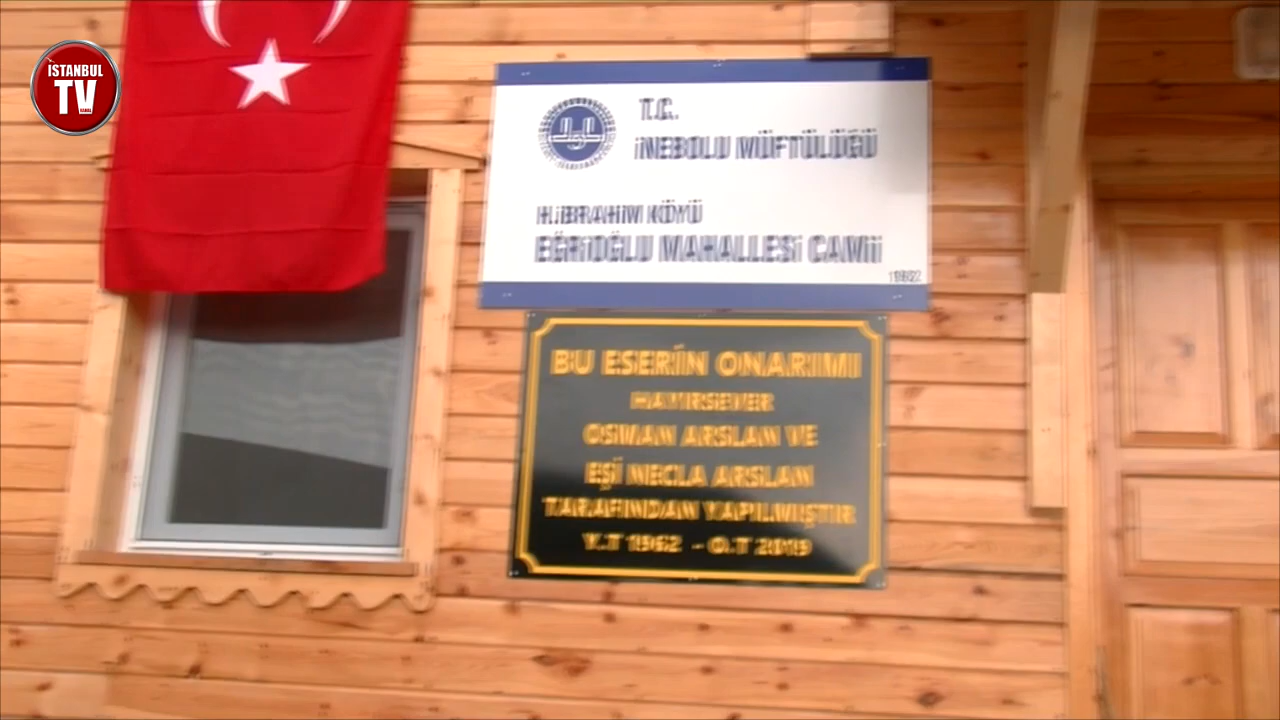 İSTANBUL
TV
T.C.
İNEBOLU MÜFTÜLÜĞÜ
H.İBRAHİM KÖYÜ
EĞRİOĞLU MAHALLESİ CAMİİ
1962
BU ESERİN ONARIMI
HAYIRSEVER
OSMAN ARSLAN VE
EŞİ NECLA ARSLAN
TARAFINDAN YAPILMIŞTIR
Y.T 1962 - O.T 2019